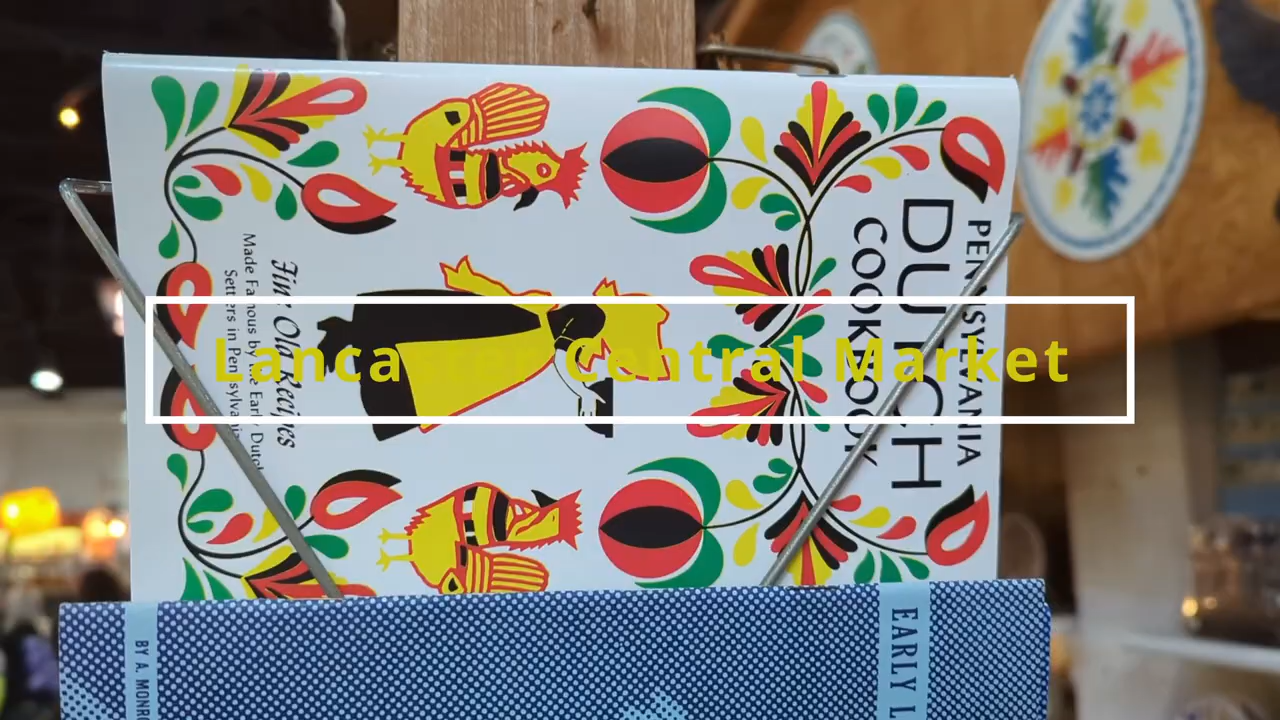 PENNSYLVANIA
DUTCH
COOKBOOK
Lancaster Central Market
Fine Old Recipes
Made Famous by the Early Dutch
Settlers in Pennsylvania
EARLY
BY A.